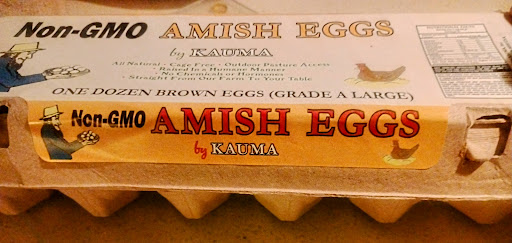 Non-GMO AMISH EGGS
by KAUMA
All Natural - Cage Free - Outdoor Pasture Access
Raised In a Humane Manner
- No Chemicals or Hormones
- Straight From Our Farm To Your Table
ONE DOZEN BROWN EGGS (GRADE A LARGE)
Non-GMO AMISH EGGS
by KAUMA